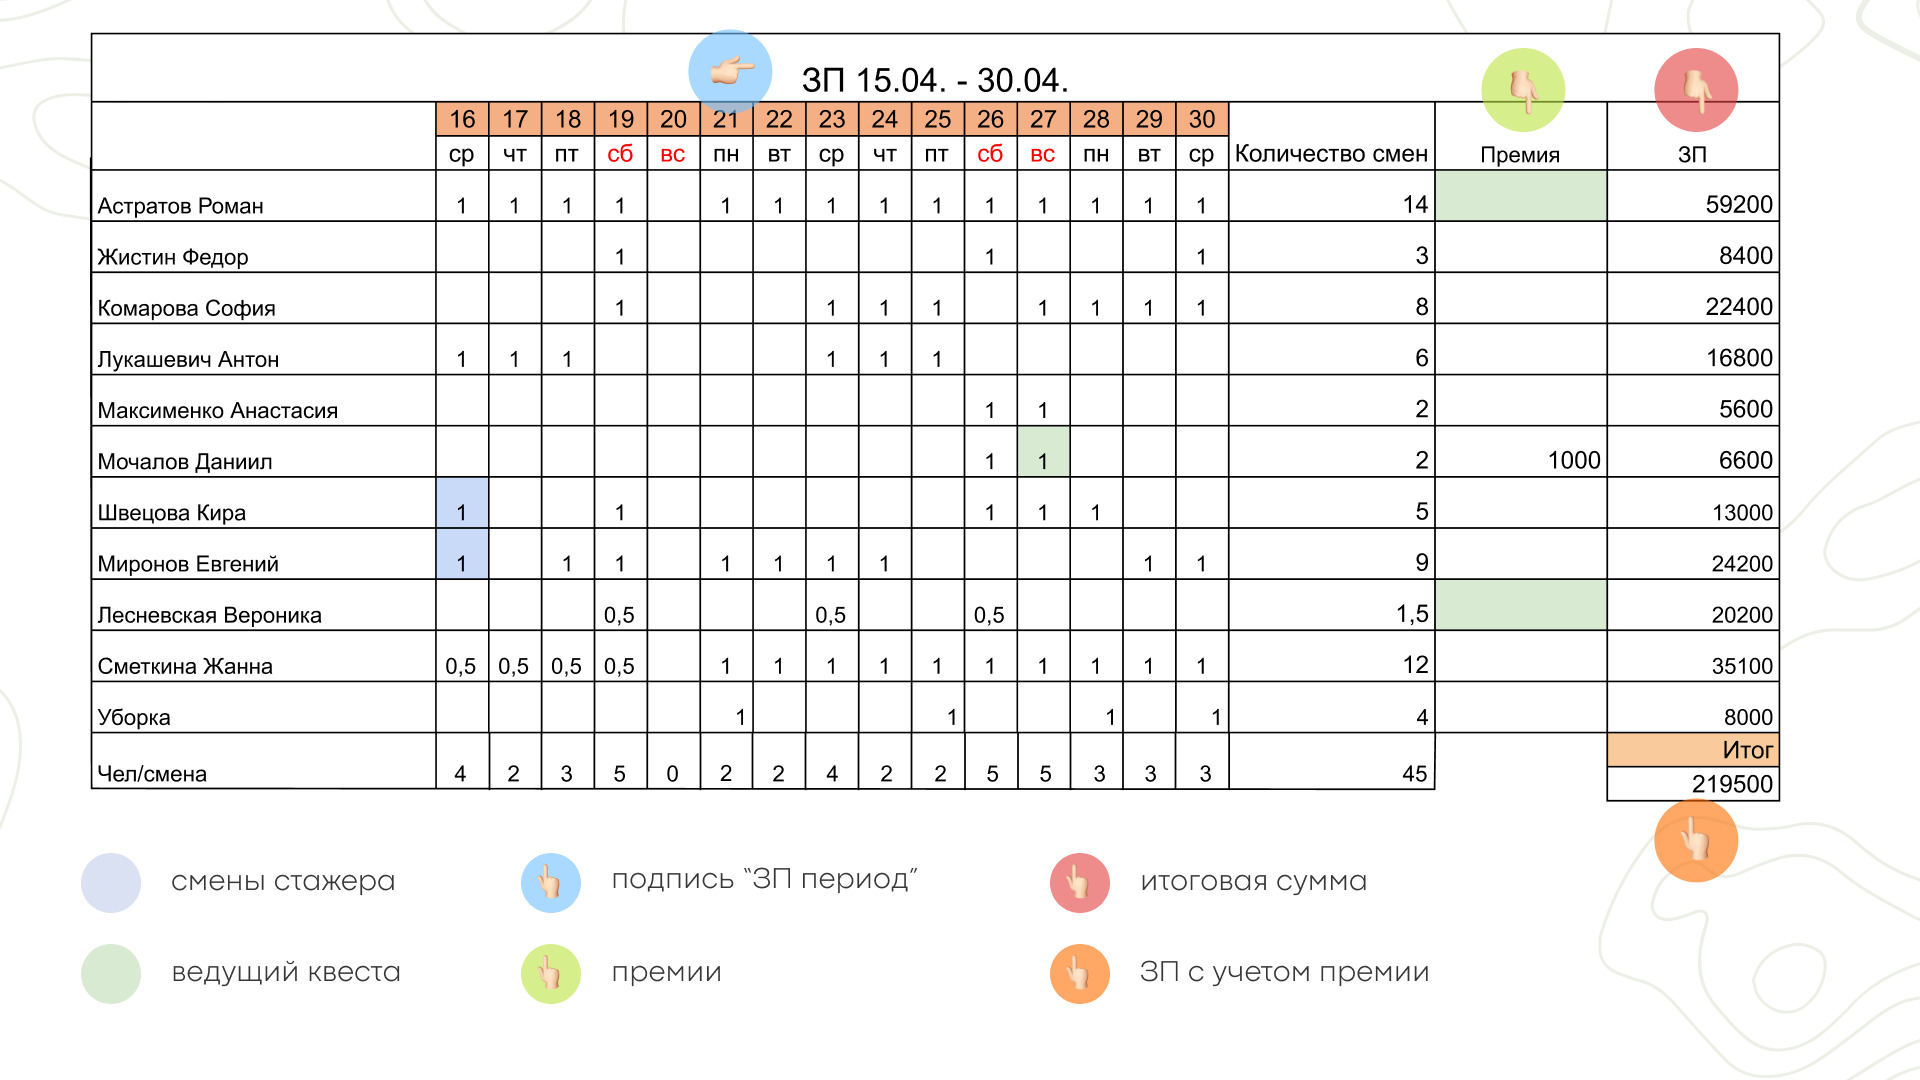 ЗП 15.04. - 30.04.
16 17 18 19 20 21 22 23 24 25 26 27 28 29 30
ср чт пт сб вс пн вт ср чт пт сб вс пн вт ср Количество смен Премия ЗП
Астратов Роман 1 1 1 1 1 1 1 1 1 1 1 1 1 1 14 59200
Жистин Федор 1 1 1 3 8400
Комарова София 1 1 1 1 1 1 1 1 8 22400
Лукашевич Антон 1 1 1 1 1 1 6 16800
Максименко Анастасия 1 1 2 5600
Мочалов Даниил 1 1 2 1000 6600
Швецова Кира 1 1 1 1 1 5 13000
Миронов Евгений 1 1 1 1 1 1 1 1 1 9 24200
Лесневская Вероника 0,5 0,5 0,5 1,5 20200
Сметкина Жанна 0,5 0,5 0,5 0,5 1 1 1 1 1 1 1 1 1 1 12 35100
Уборка 1 1 1 1 4 8000
Итог
Чел/смена 4 2 3 5 0 2 2 4 2 2 5 5 3 3 3 45
219500
смены стажера подпись “ЗП период” итоговая сумма
ведущий квеста премии ЗП с учетом премии